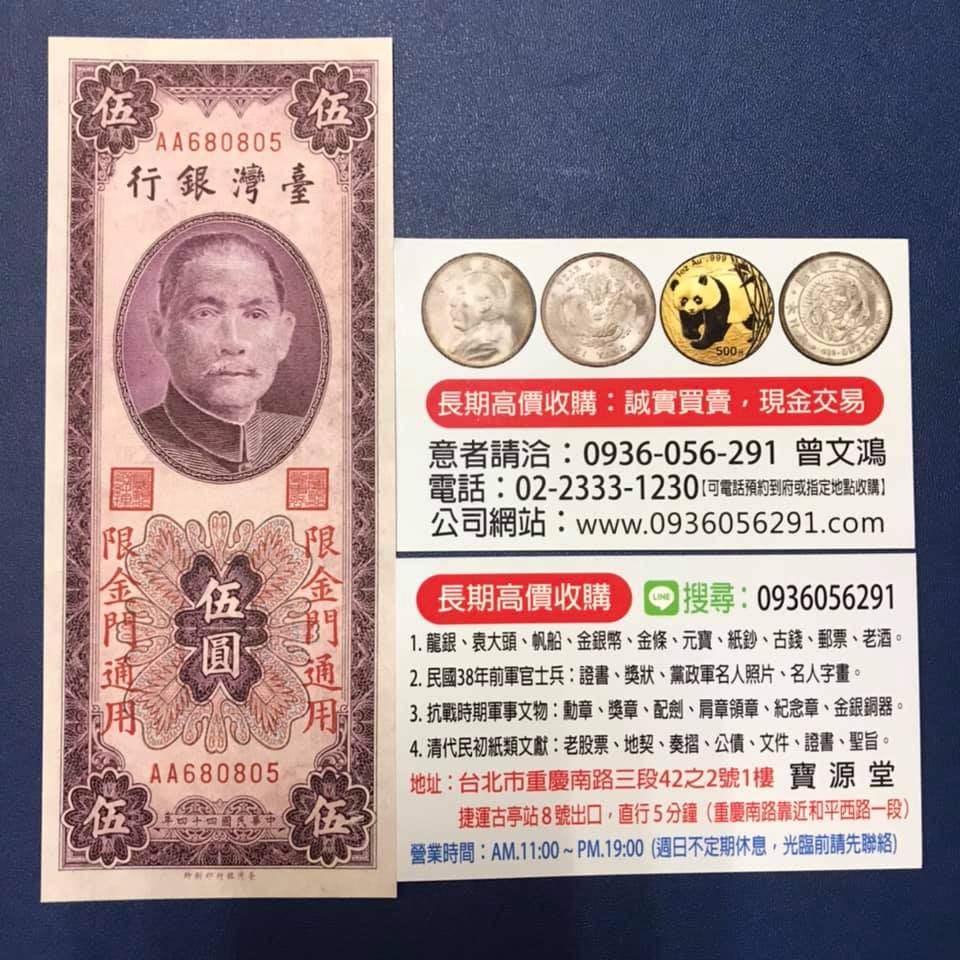 伍 伍
AA680805
行銀灣臺
限金門通用
伍圓
限金門通用
AA680805
伍 伍
年四十四國民華中
1oz Au .999
500元
長期高價收購：誠實買賣，現金交易
意者請洽：0936-056-291 曾文鴻
電話：02-2333-1230【可電話預約到府或指定地點收購】
公司網站：www.0936056291.com
長期高價收購 LINE 搜尋：0936056291
1. 龍銀、袁大頭、帆船、金銀幣、金條、元寶、紙鈔、古錢、郵票、老酒。
2. 民國38年前軍官士兵：證書、獎狀、黨政軍名人照片、名人字畫。
3. 抗戰時期軍事文物：勳章、獎章、配劍、肩章領章、紀念章、金銀銅器。
4. 清代民初紙類文獻：老股票、地契、奏摺、公債、文件、證書、聖旨。
地址：台北市重慶南路三段42之2號1樓 寶源堂
捷運古亭站8號出口，直行5分鐘（重慶南路靠近和平西路一段）
營業時間：AM.11:00～PM.19:00 (週日不定期休息，光臨前請先聯絡)